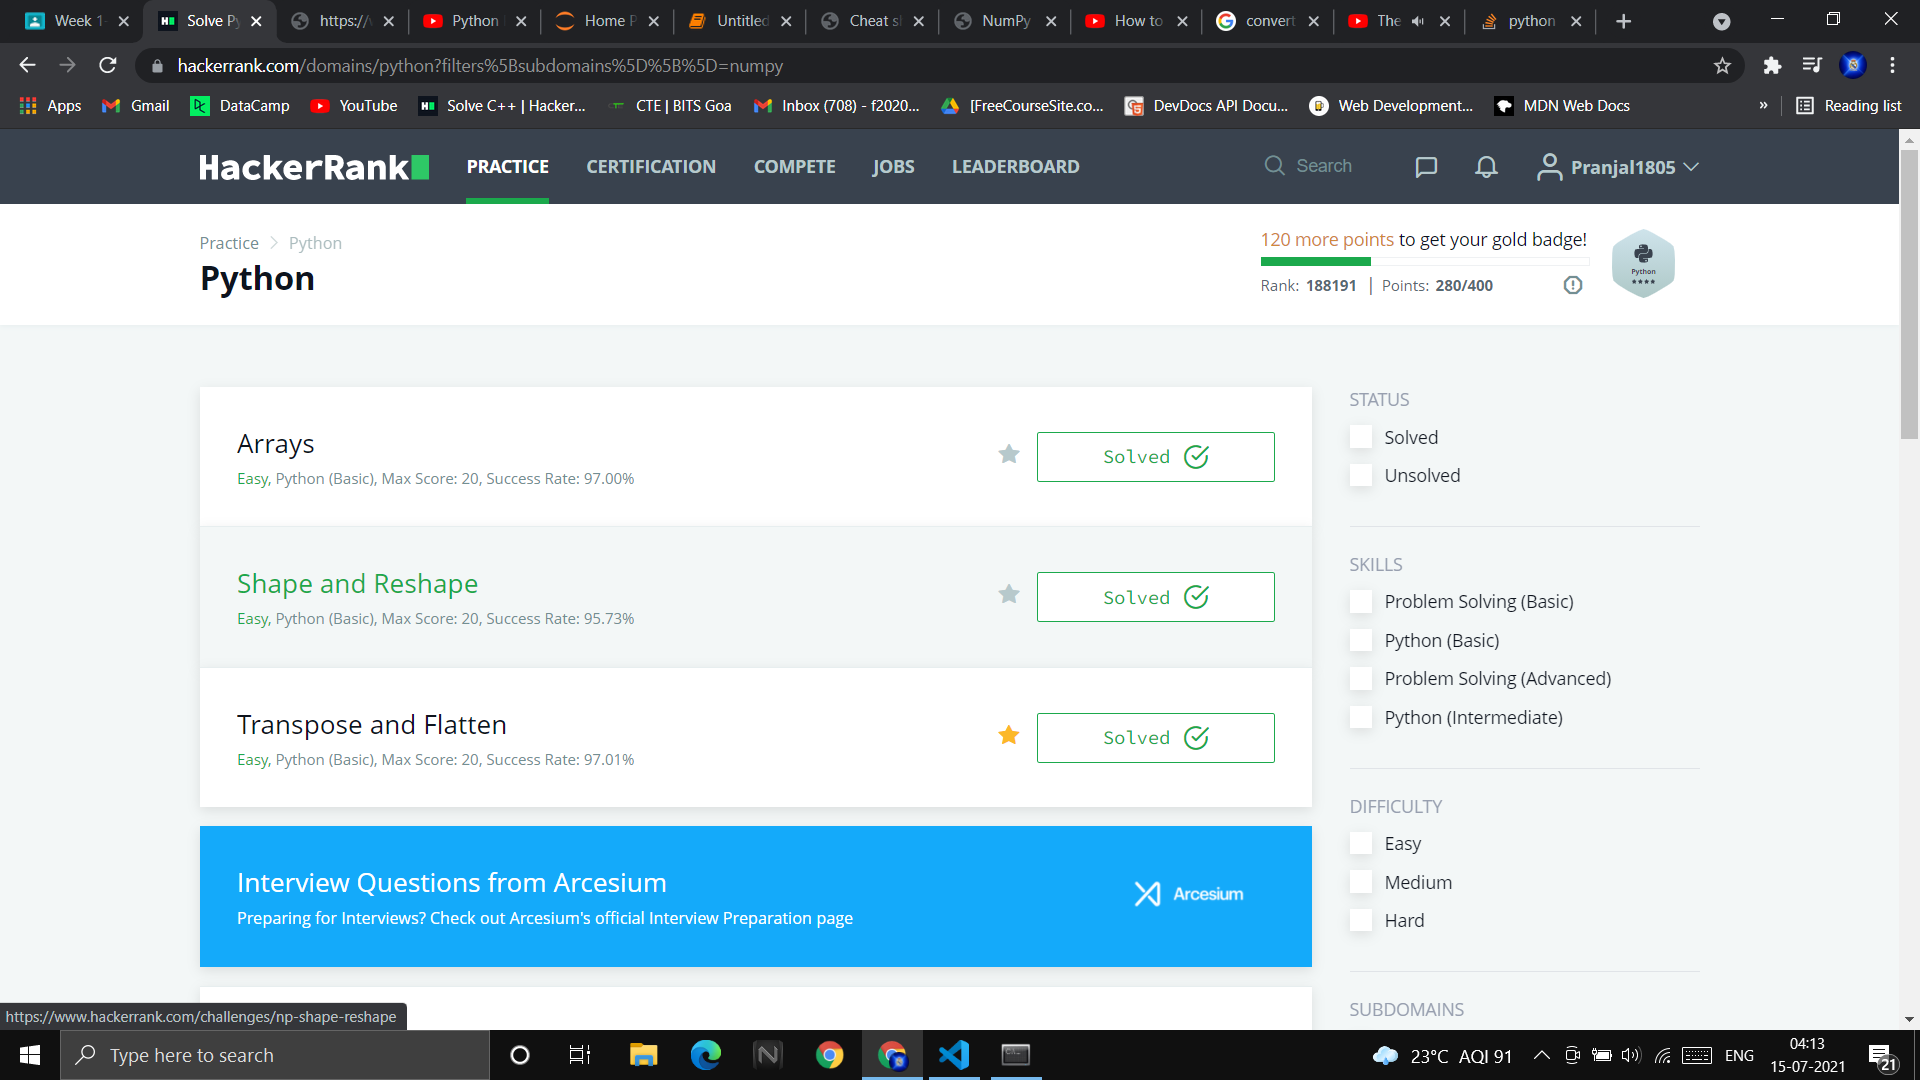 Week 1
Solve Py
https://
Python
Home P
Untitled
Cheat s
NumPy
How to
convert
The
python
hackerrank.com/domains/python?filters%5Bsubdomains%5D%5B%5D=numpy
Apps
Gmail
DataCamp
YouTube
Solve C++ | Hacker...
CTE | BITS Goa
Inbox (708) - f2020...
[FreeCourseSite.co...
DevDocs API Docu...
Web Development...
MDN Web Docs
»
Reading list
HackerRank
PRACTICE
CERTIFICATION
COMPETE
JOBS
LEADERBOARD
Search
Pranjal1805
Practice > Python
Python
120 more points to get your gold badge!
Rank: 188191 | Points: 280/400
Python
Arrays
Easy, Python (Basic), Max Score: 20, Success Rate: 97.00%
Solved
Shape and Reshape
Easy, Python (Basic), Max Score: 20, Success Rate: 95.73%
Solved
Transpose and Flatten
Easy, Python (Basic), Max Score: 20, Success Rate: 97.01%
Solved
Interview Questions from Arcesium
Preparing for Interviews? Check out Arcesium's official Interview Preparation page
Arcesium
STATUS
Solved
Unsolved
SKILLS
Problem Solving (Basic)
Python (Basic)
Problem Solving (Advanced)
Python (Intermediate)
DIFFICULTY
Easy
Medium
Hard
SUBDOMAINS
https://www.hackerrank.com/challenges/np-shape-reshape
Type here to search
23°C AQI 91
ENG
04:13
15-07-2021
21